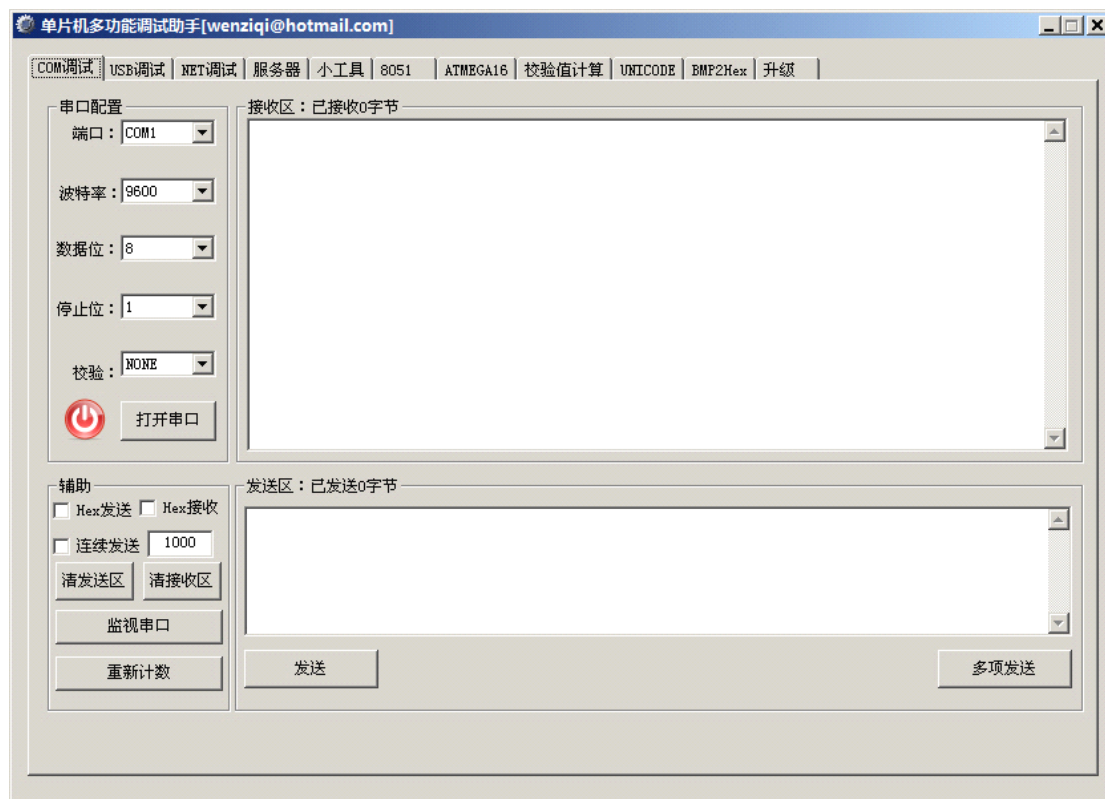 单片机多功能调试助手[wenziqi@hotmail.com]
COM调试 USB调试 NET调试 服务器 小工具 8051 ATMEGA16 校验值计算 UNICODE BMP2Hex 升级
串口配置
端口：COM1
波特率：9600
数据位：8
停止位：1
校验：NONE
打开串口
接收区：已接收0字节
辅助
Hex发送 Hex接收
连续发送 1000
清发送区 清接收区
监视串口
重新计数
发送区：已发送0字节
发送 多项发送